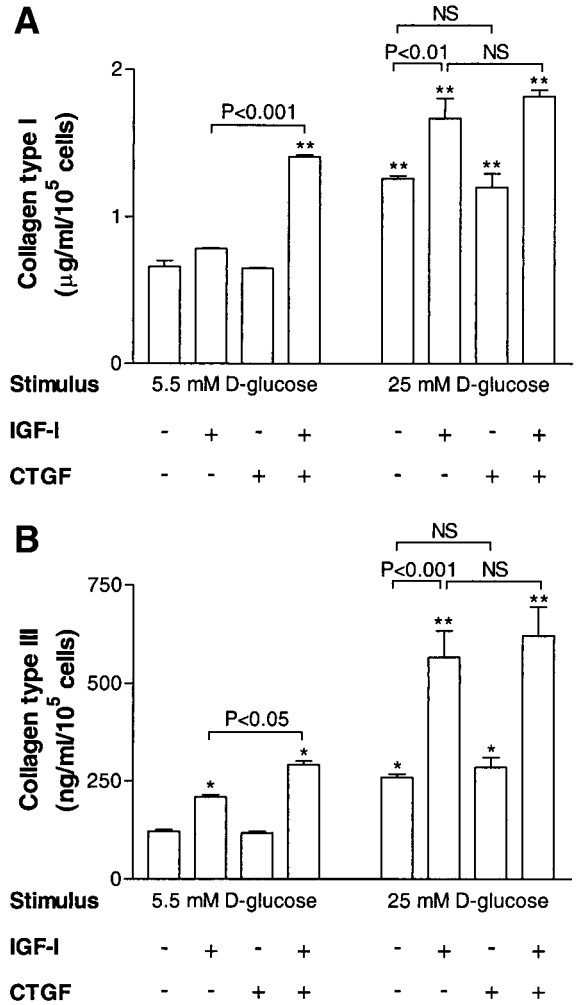 A
NS
P<0.01 NS
2
** **
P<0.001
**
** **
1
0
Collagen type I
(µg/ml/10⁵ cells)
Stimulus 5.5 mM D-glucose 25 mM D-glucose
IGF-I - + - + - + - +
CTGF - - + + - - + +
B
NS
P<0.001 NS
750
** **
500
P<0.05
* * * *
250
0
Collagen type III
(ng/ml/10⁵ cells)
Stimulus 5.5 mM D-glucose 25 mM D-glucose
IGF-I - + - + - + - +
CTGF - - + + - - + +